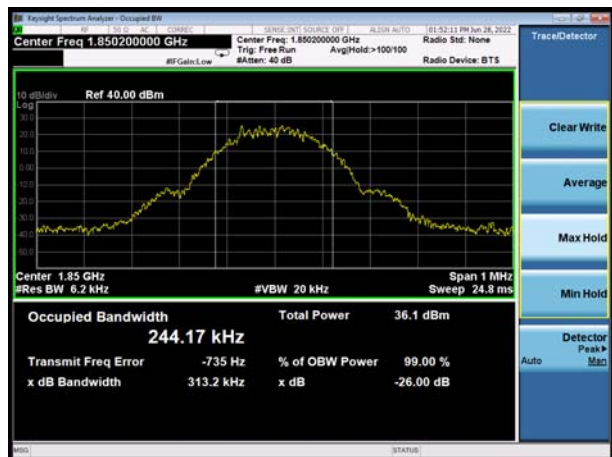 Keysight Spectrum Analyzer - Occupied BW
RF 50 Ω AC CORREC SENSE:INT SOURCE OFF ALIGN AUTO 01:52:11 PM Jun 28, 2022
Center Freq 1.850200000 GHz Center Freq: 1.850200000 GHz Radio Std: None Trace/Detector
Trig: Free Run Avg|Hold:>100/100
#IFGain:Low #Atten: 40 dB Radio Device: BTS
10 dB/div Ref 40.00 dBm
Log
30.0
20.0
10.0
0.00
Clear Write
Average
Max Hold
Center 1.85 GHz Span 1 MHz
#Res BW 6.2 kHz #VBW 20 kHz Sweep 24.8 ms
Min Hold
Occupied Bandwidth Total Power 36.1 dBm
244.17 kHz
Detector
Peak▶
Auto Man
Transmit Freq Error -735 Hz % of OBW Power 99.00 %
x dB Bandwidth 313.2 kHz x dB -26.00 dB
MSG STATUS